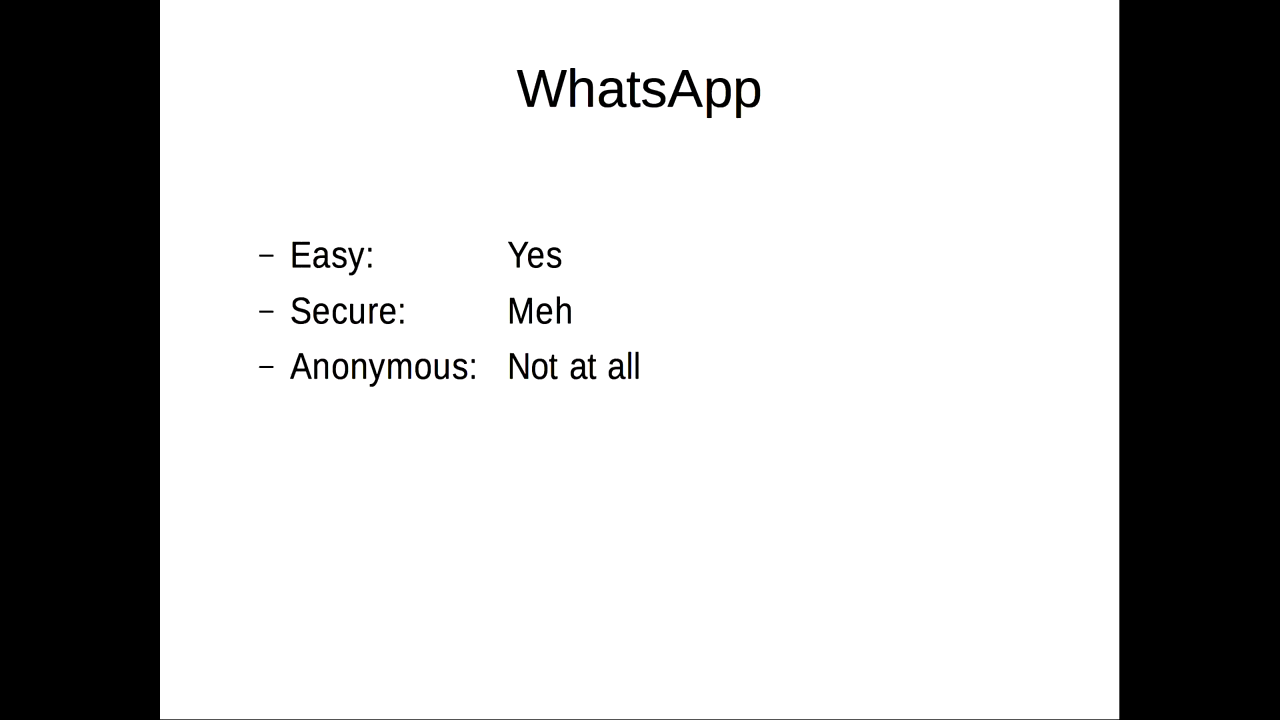 WhatsApp
– Easy: Yes
– Secure: Meh
– Anonymous: Not at all